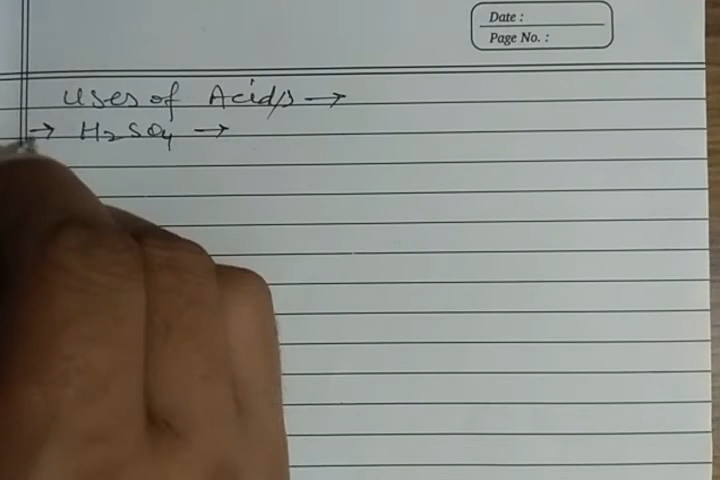 Date :
Page No. :
Uses of Acids →
→ H₂SO₄ →